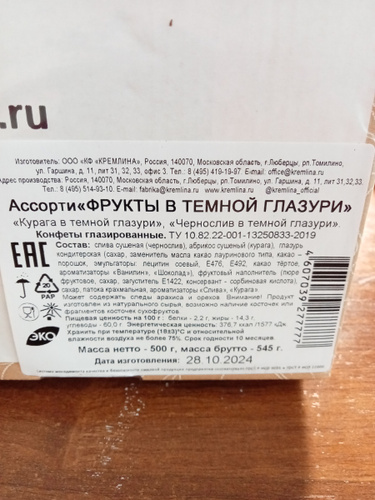 .ru
Изготовитель: ООО «КФ «КРЕМЛИНА», Россия, 140070, Московская область, г.Люберцы, рп.Томилино,
ул.Гаршина, д.11, лит 31, 32, 33, офис 3. Тел.: 8 (495) 419-19-97. E-mail: office@kremlina.ru
Адрес производства: Россия, 140070, Московская область, г.Люберцы, рп.Томилино, ул. Гаршина, д.11, лит 31,32,33.
Тел.: 8 (495) 514-93-10. E-mail: fabrika@kremlina.ru www.kremlina.ru
Ассорти«ФРУКТЫ В ТЕМНОЙ ГЛАЗУРИ»
«Курага в темной глазури», «Чернослив в темной глазури».
Конфеты глазированные. ТУ 10.82.22-001-13250833-2019
Состав: слива сушеная (чернослив), абрикос сушеный (курага), глазурь
кондитерская (сахар, заменитель масла какао лауринового типа, какао -
порошок, эмульгаторы: лецитин соевый, Е476, Е492, какао тёртое,
ароматизаторы «Ванилин», «Шоколад»), фруктовый наполнитель (пюре
фруктовое, сахар, загуститель Е1422, консервант - сорбиновая кислота),
сахар, патока крахмальная, ароматизаторы «Слива», «Курага»
Может содержать следы арахиса и орехов. Внимание! Продукт
изготовлен из натурального сырья, возможно наличие косточек или
фрагментов косточек сухофруктов
Пищевая ценность на 100 г: белки - 2,2 г, жиры - 14,3 г,
углеводы - 60,0 г. Энергетическая ценность: 376,7 ккал /1577 кДж.
Хранить при температуре (18±3)°С и относительной
влажности воздуха не более 75%. Срок годности 10 месяцев.
Масса нетто - 500 г, масса брутто - 545 г.
Дата изготовления: 28.10.2024
EAC
20
PAP
ЭКО
4607039277777